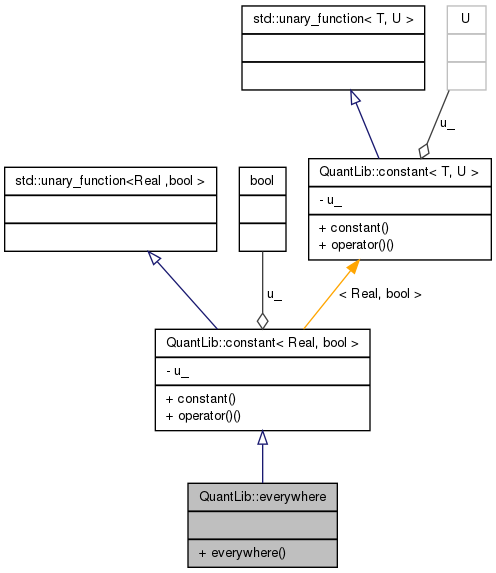 std::unary_function< T, U >
U
u_
std::unary_function<Real ,bool >
bool
QuantLib::constant< T, U >
- u_
+ constant()
+ operator()()
u_
< Real, bool >
QuantLib::constant< Real, bool >
- u_
+ constant()
+ operator()()
QuantLib::everywhere
+ everywhere()